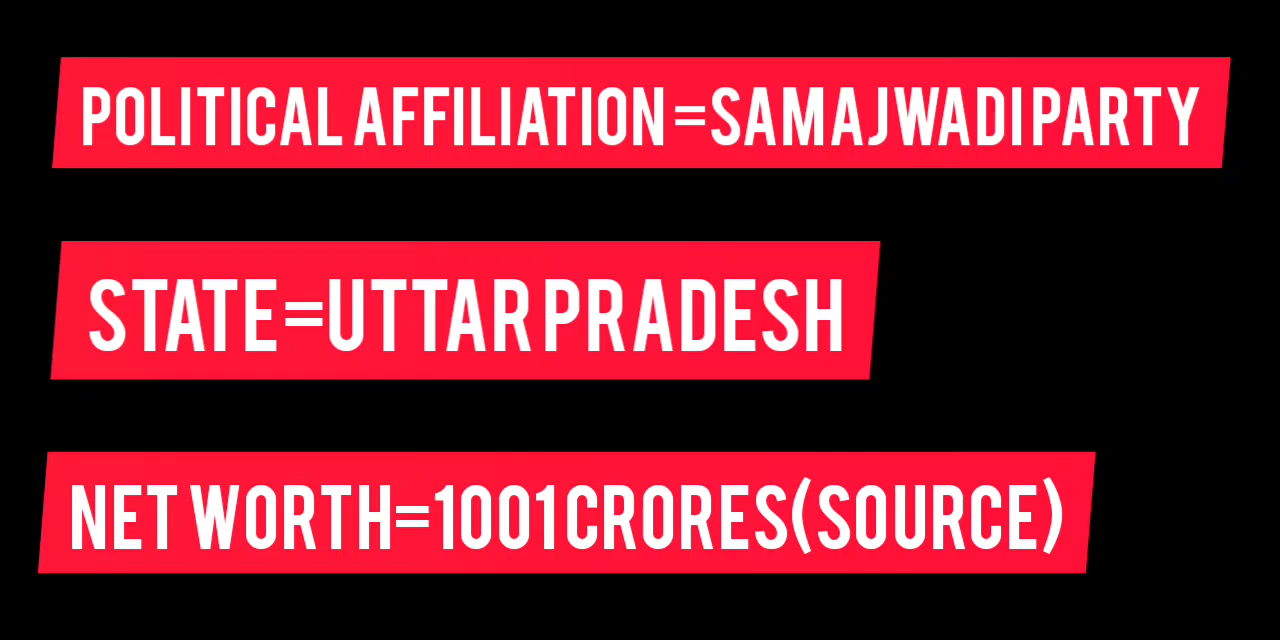 POLITICAL AFFILIATION =SAMAJWADI PARTY
STATE=UTTAR PRADESH
NET WORTH=1001 CRORES(SOURCE)